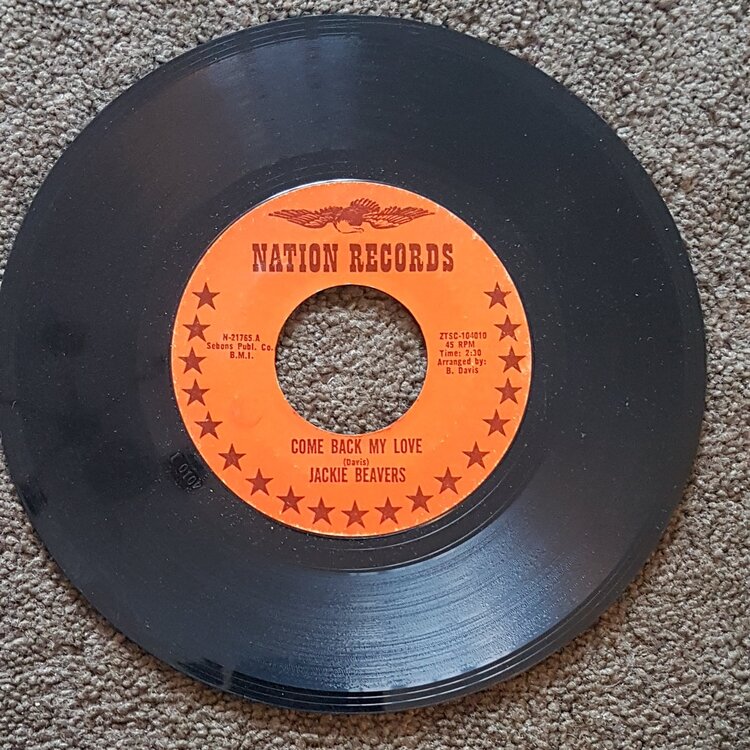 NATION RECORDS
N-21765.A
Sebons Publ. Co.
B.M.I.
ZTSC-104010
45 RPM
Time: 2:30
Arranged by:
B. Davis
COME BACK MY LOVE
(Davis)
JACKIE BEAVERS